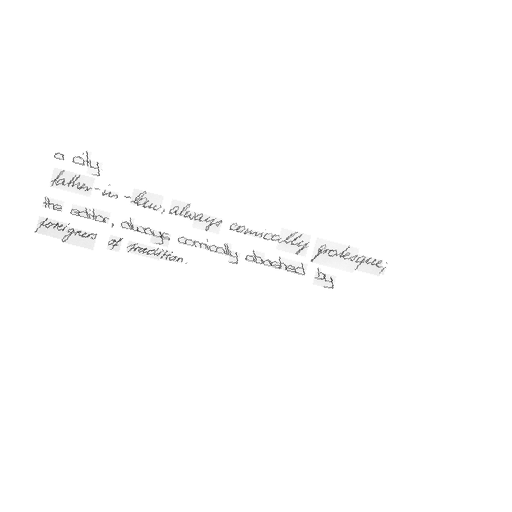 a city
father-in-law, always comically grotesque;
the editor, always comically abashed by
foreigners of tradition.